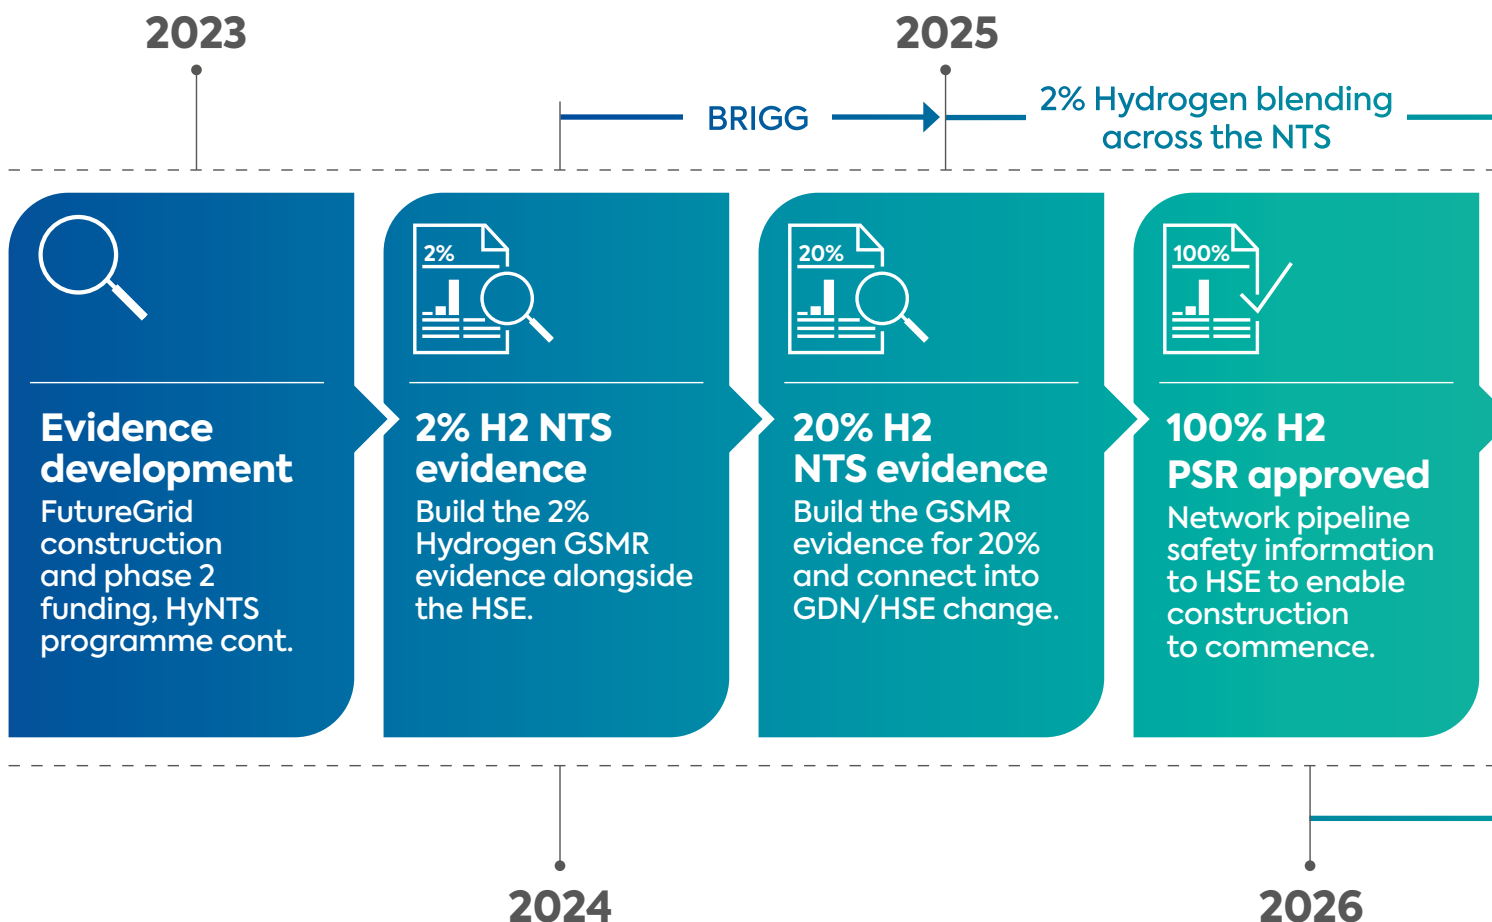 2023
2025
BRIGG
2% Hydrogen blending
across the NTS
2%
Evidence
development
FutureGrid
construction
and phase 2
funding, HyNTS
programme cont.
2% H2 NTS
evidence
Build the 2%
Hydrogen GSMR
evidence alongside
the HSE.
20%
20% H2
NTS evidence
Build the GSMR
evidence for 20%
and connect into
GDN/HSE change.
100%
100% H2
PSR approved
Network pipeline
safety information
to HSE to enable
construction
to commence.
2024
2026